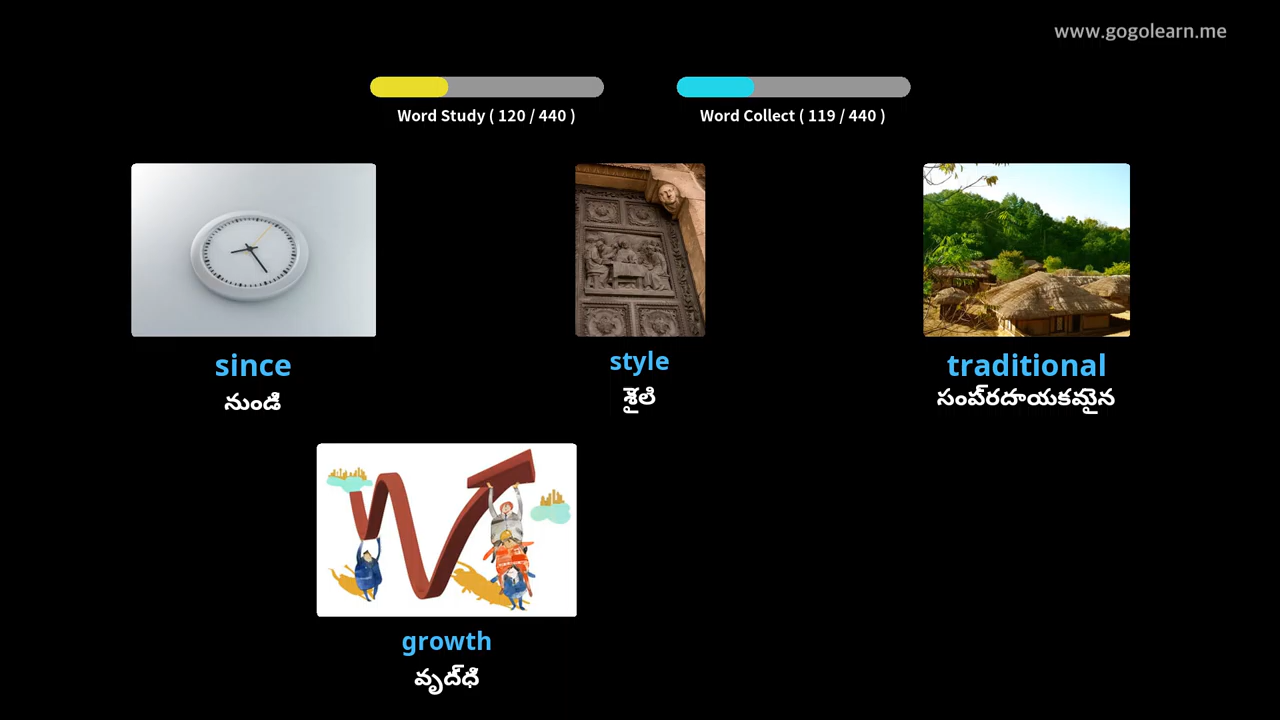 www.gogolearn.me
Word Study ( 120 / 440 )
Word Collect ( 119 / 440 )
since
నుండి
style
శైలి
traditional
సంప్రదాయకమైన
growth
వృద్ధి